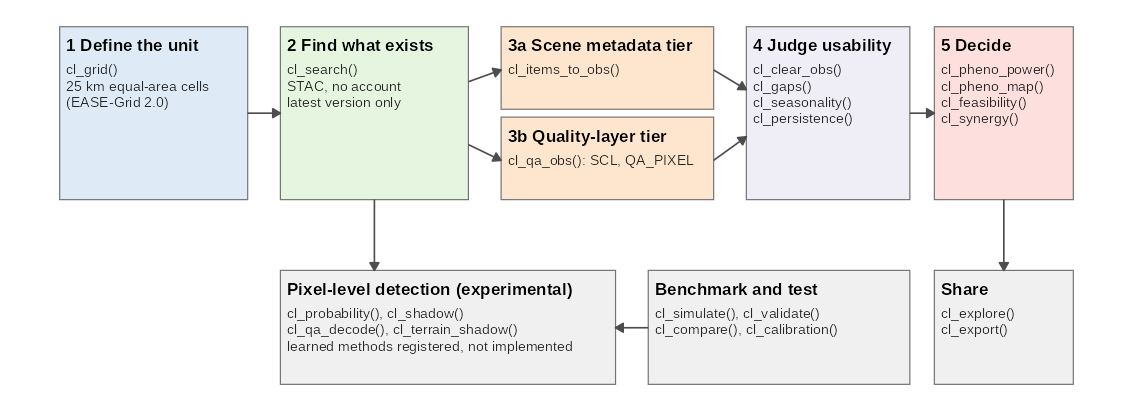 1 Define the unit
cl_grid()
25 km equal-area cells
(EASE-Grid 2.0)
2 Find what exists
cl_search()
STAC, no account
latest version only
3a Scene metadata tier
cl_items_to_obs()
3b Quality-layer tier
cl_qa_obs(): SCL, QA_PIXEL
4 Judge usability
cl_clear_obs()
cl_gaps()
cl_seasonality()
cl_persistence()
5 Decide
cl_pheno_power()
cl_pheno_map()
cl_feasibility()
cl_synergy()
Pixel-level detection (experimental)
cl_probability(), cl_shadow()
cl_qa_decode(), cl_terrain_shadow()
learned methods registered, not implemented
Benchmark and test
cl_simulate(), cl_validate()
cl_compare(), cl_calibration()
Share
cl_explore()
cl_export()